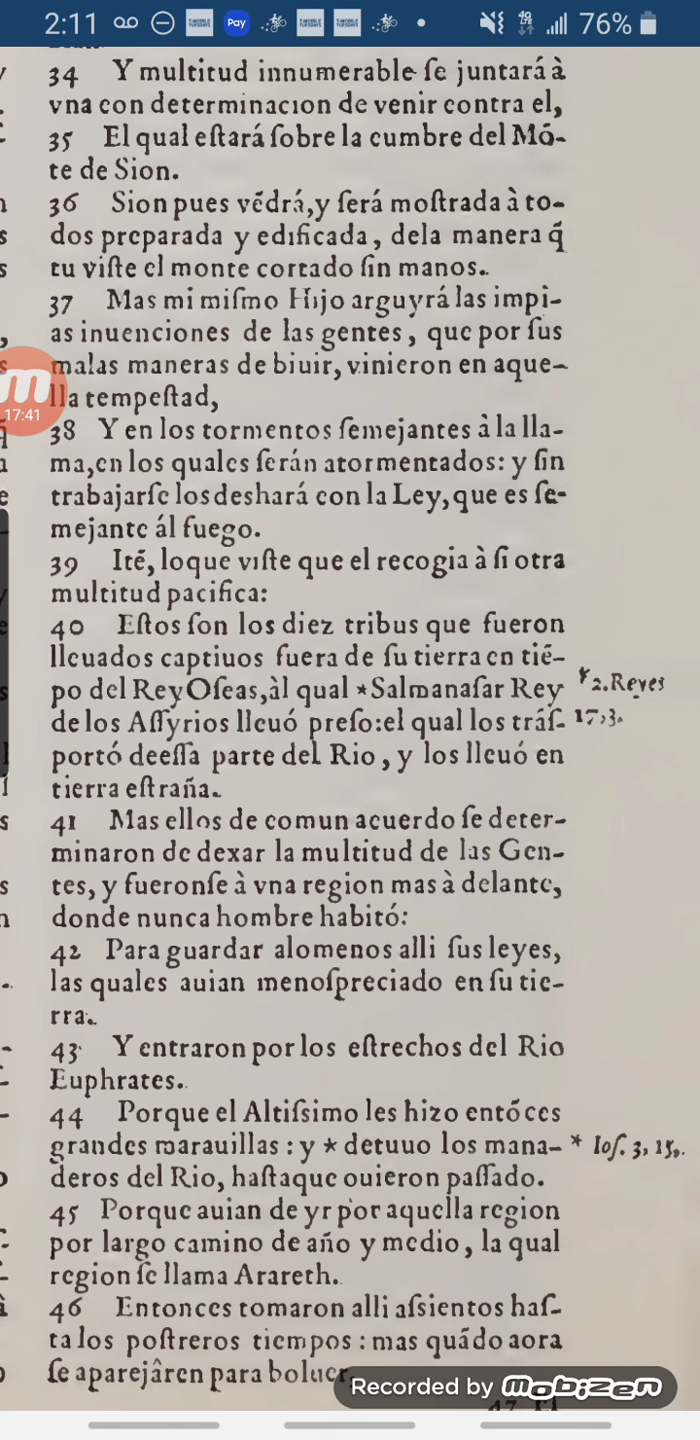 2:11
Pay
4G
76%
34 Y multitud innumerable ſe juntará à
vna con determinacion de venir contra el,
35 El qual eſtará ſobre la cumbre del Mõ-
te de Sion.
36 Sion pues vẽdrá,y ſerá moſtrada à to-
dos preparada y edificada, dela manera q̃
tu viſte el monte cortado ſin manos.
37 Mas mi miſmo Hijo arguyrá las impi-
as inuenciones de las gentes, que por ſus
malas maneras de biuir, vinieron en aque-
lla tempeſtad,
17:41
38 Y en los tormentos ſemejantes à la lla-
ma,en los quales ſerán atormentados: y ſin
trabajarſe los deshará con la Ley, que es ſe-
mejante ál fuego.
39 Itẽ, loque viſte que el recogia à ſi otra
multitud pacifica:
40 Eſtos ſon los diez tribus que fueron
lleuados captiuos fuera de ſu tierra en tiẽ-
po del Rey Oſeas,àl qual *Salmanaſar Rey
* 2.Reyes
de los Aſſyrios lleuó preſo:el qual los trãſ-
17,3.
portó deeſſa parte del Rio, y los lleuó en
tierra eſtraña.
41 Mas ellos de comun acuerdo ſe deter-
minaron de dexar la multitud de las Gen-
tes, y fueronſe à vna region mas à delante,
donde nunca hombre habitó:
42 Para guardar alomenos alli ſus leyes,
las quales auian menoſpreciado en ſu tie-
rra.
43 Y entraron por los eſtrechos del Rio
Euphrates.
44 Porque el Altiſsimo les hizo entõces
grandes marauillas : y * detuuo los mana-
* Ioſ. 3, 15.
deros del Rio, haſtaque ouieron paſſado.
45 Porque auian de yr por aquella region
por largo camino de año y medio, la qual
region ſe llama Arareth.
46 Entonces tomaron alli aſsientos haſ-
ta los poſtreros tiempos : mas quãdo aora
ſe aparejâren para boluer
Recorded by Mobizen
47 El